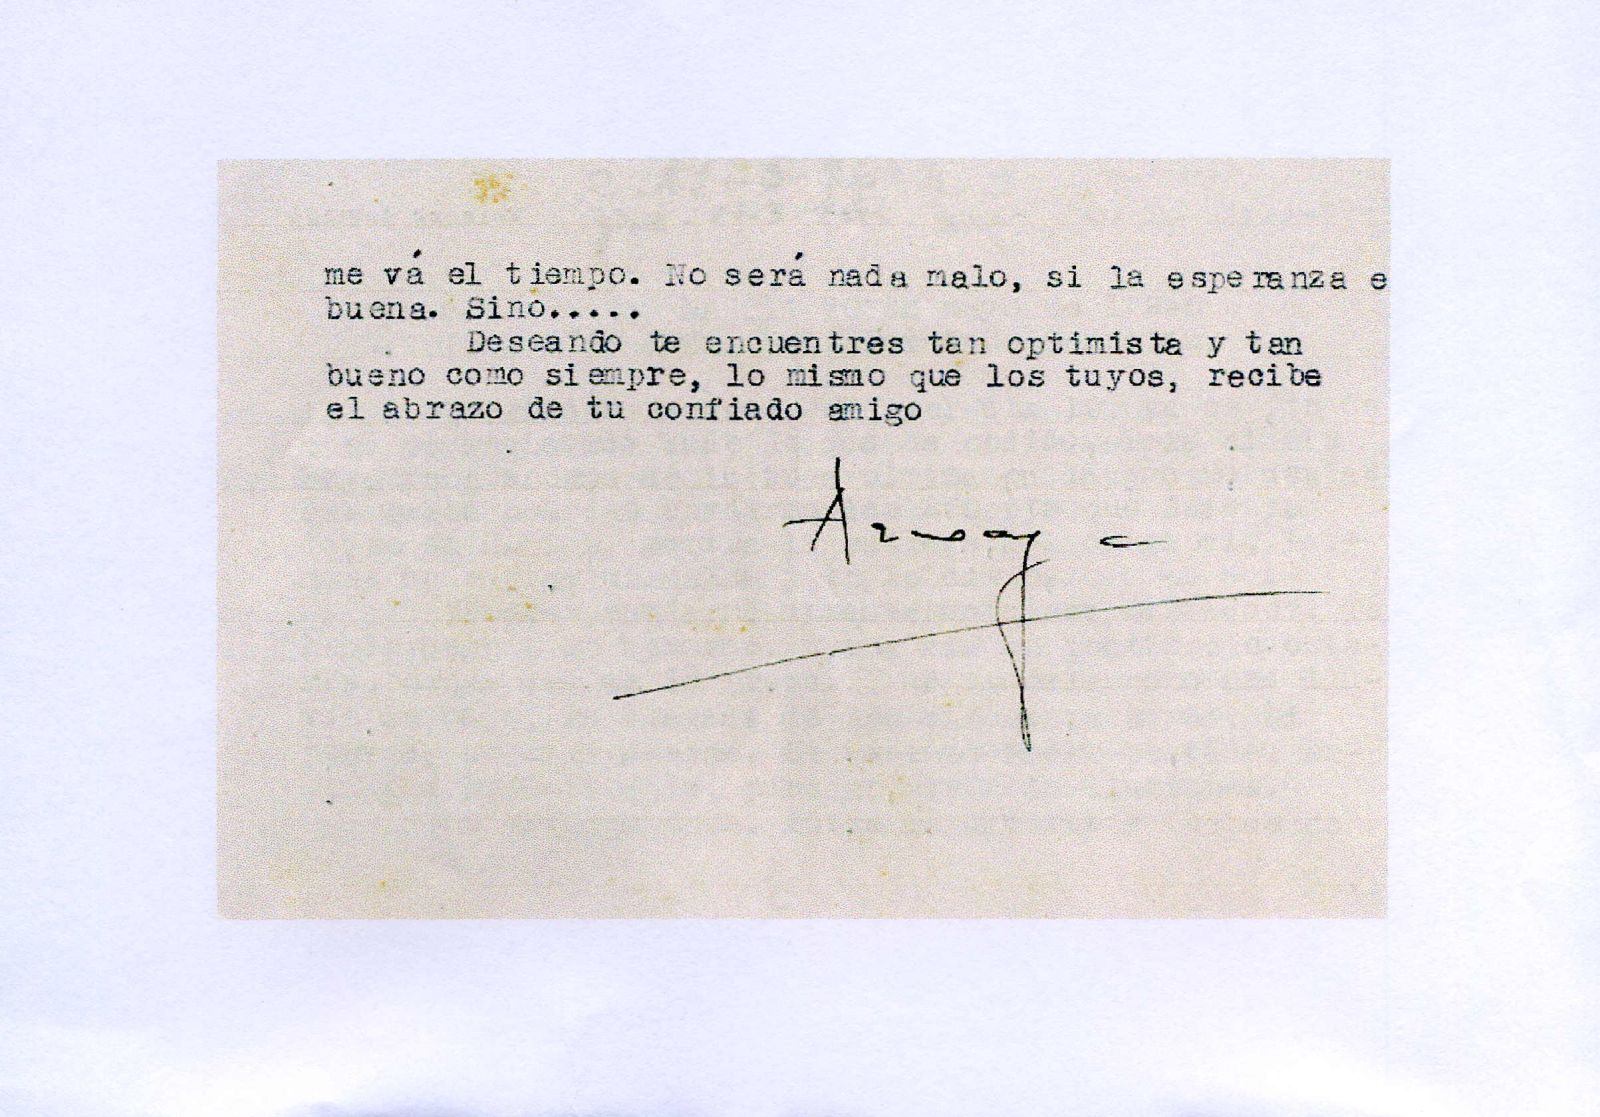 me vá el tiempo. No será nada malo, si la esperanza e
buena. Sino.....
Deseando te encuentres tan optimista y tan
bueno como siempre, lo mismo que los tuyos, recibe
el abrazo de tu confiado amigo